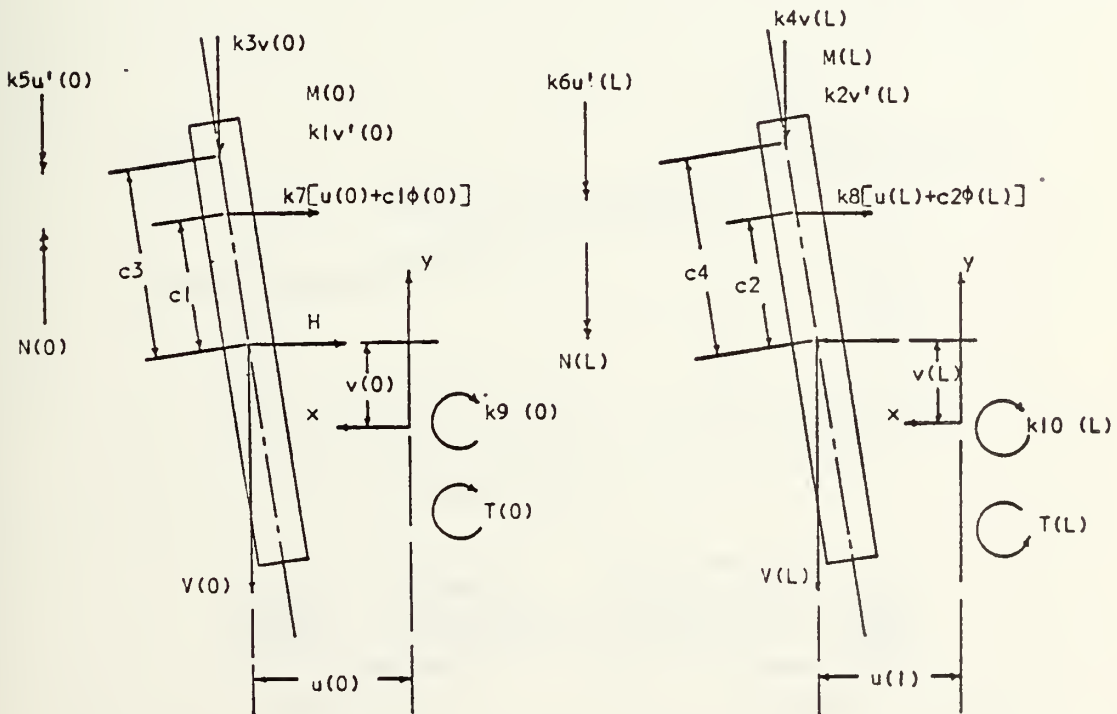 k3v(0)
k5u'(0)
M(0)
k1v'(0)
k7[u(0)+c1ϕ(0)]
c3
c1
y
H
N(0)
v(0)
x
k9 (0)
T(0)
V(0)
u(0)
k4v(L)
M(L)
k6u'(L)
k2v'(L)
k8[u(L)+c2ϕ(L)]
c4
c2
y
N(L)
v(L)
x
k10 (L)
T(L)
V(L)
u(l)